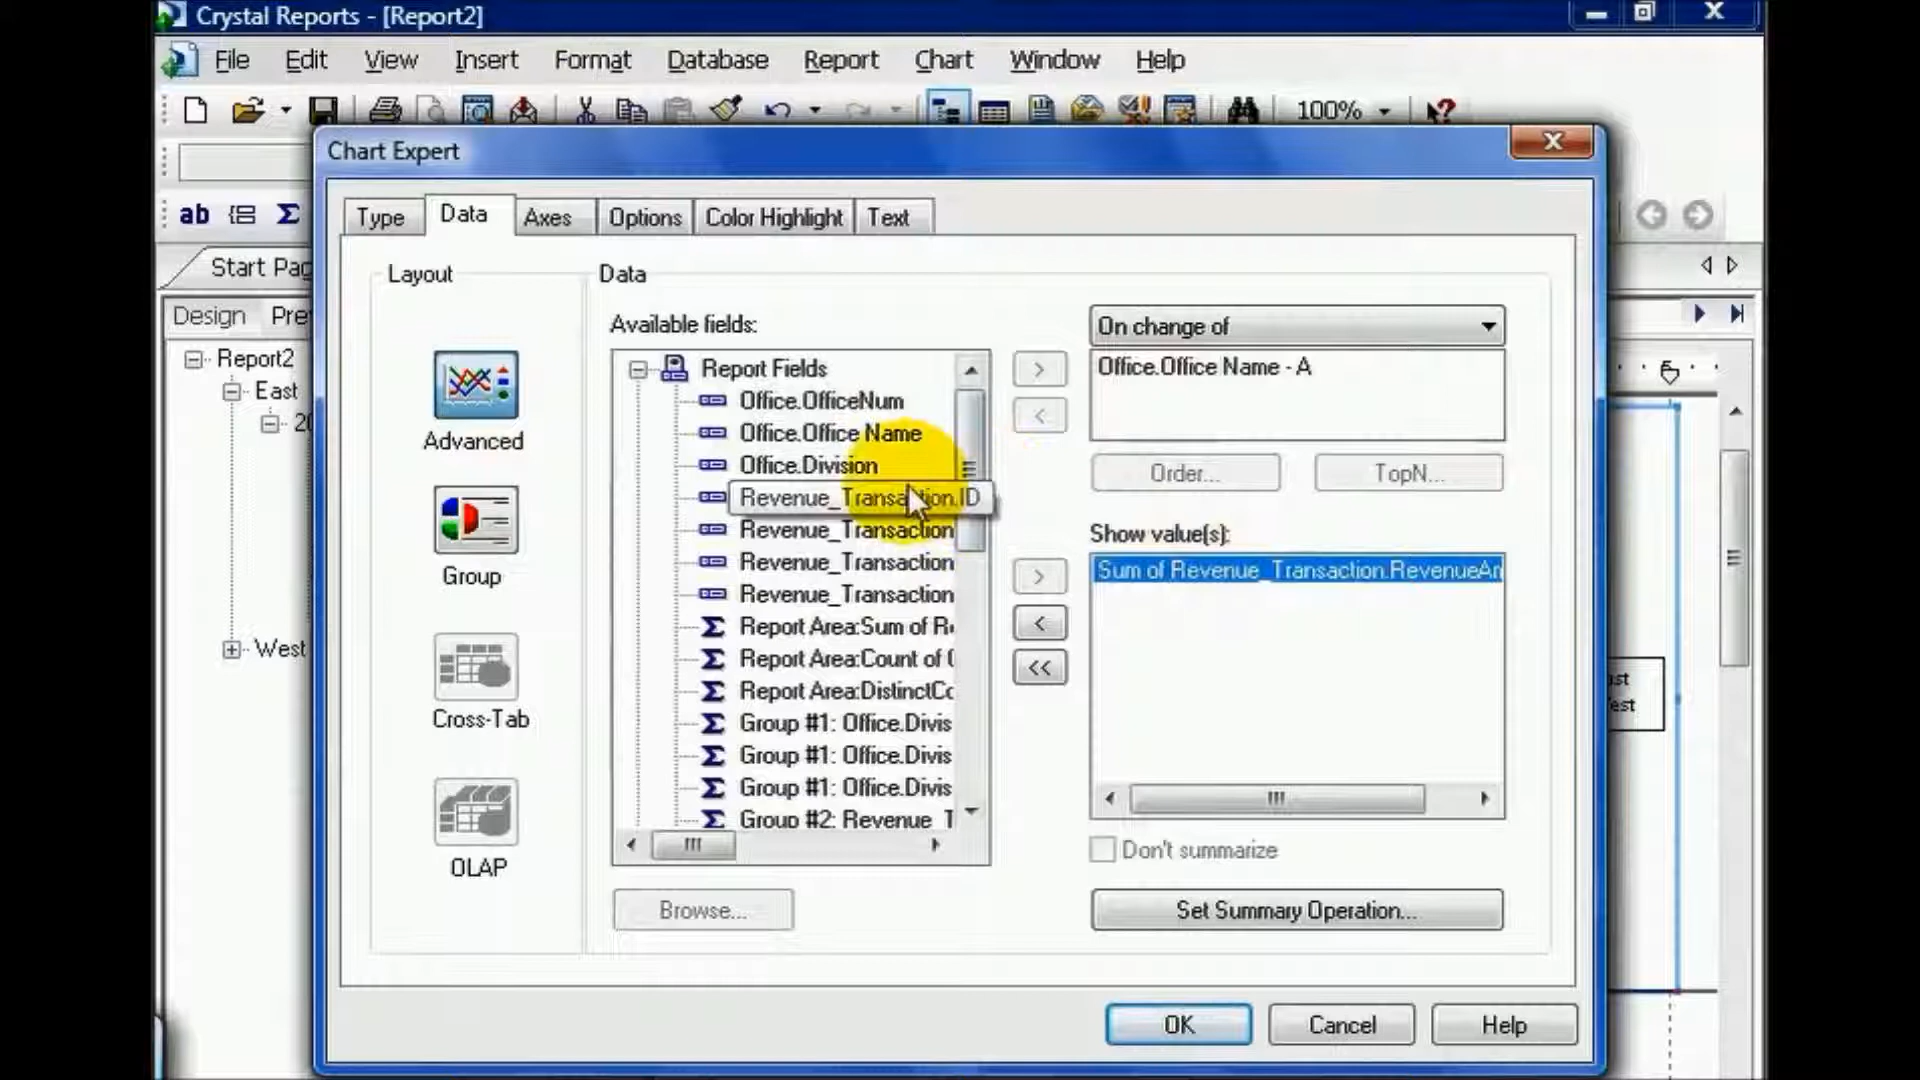 Crystal Reports - [Report2]
File Edit View Insert Format Database Report Chart Window Help
100%
Chart Expert
ab
Type Data Axes Options Color Highlight Text
Start Pag
Layout
Data
Design Pre
Available fields:
On change of
Report2
East
20
West
Advanced
Group
Cross-Tab
OLAP
Report Fields
Office.OfficeNum
Office.Office Name
Office.Division
Revenue_Transaction.ID
Revenue_Transaction
Revenue_Transaction
Revenue_Transaction
Report Area:Sum of R
Report Area:Count of
Report Area:DistinctCo
Group #1: Office.Divis
Group #1: Office.Divis
Group #1: Office.Divis
Group #2: Revenue_T
Browse...
Office.Office Name - A
Order... TopN...
Show value(s):
Sum of Revenue_Transaction.RevenueAm
Don't summarize
Set Summary Operation...
ast
est
OK Cancel Help